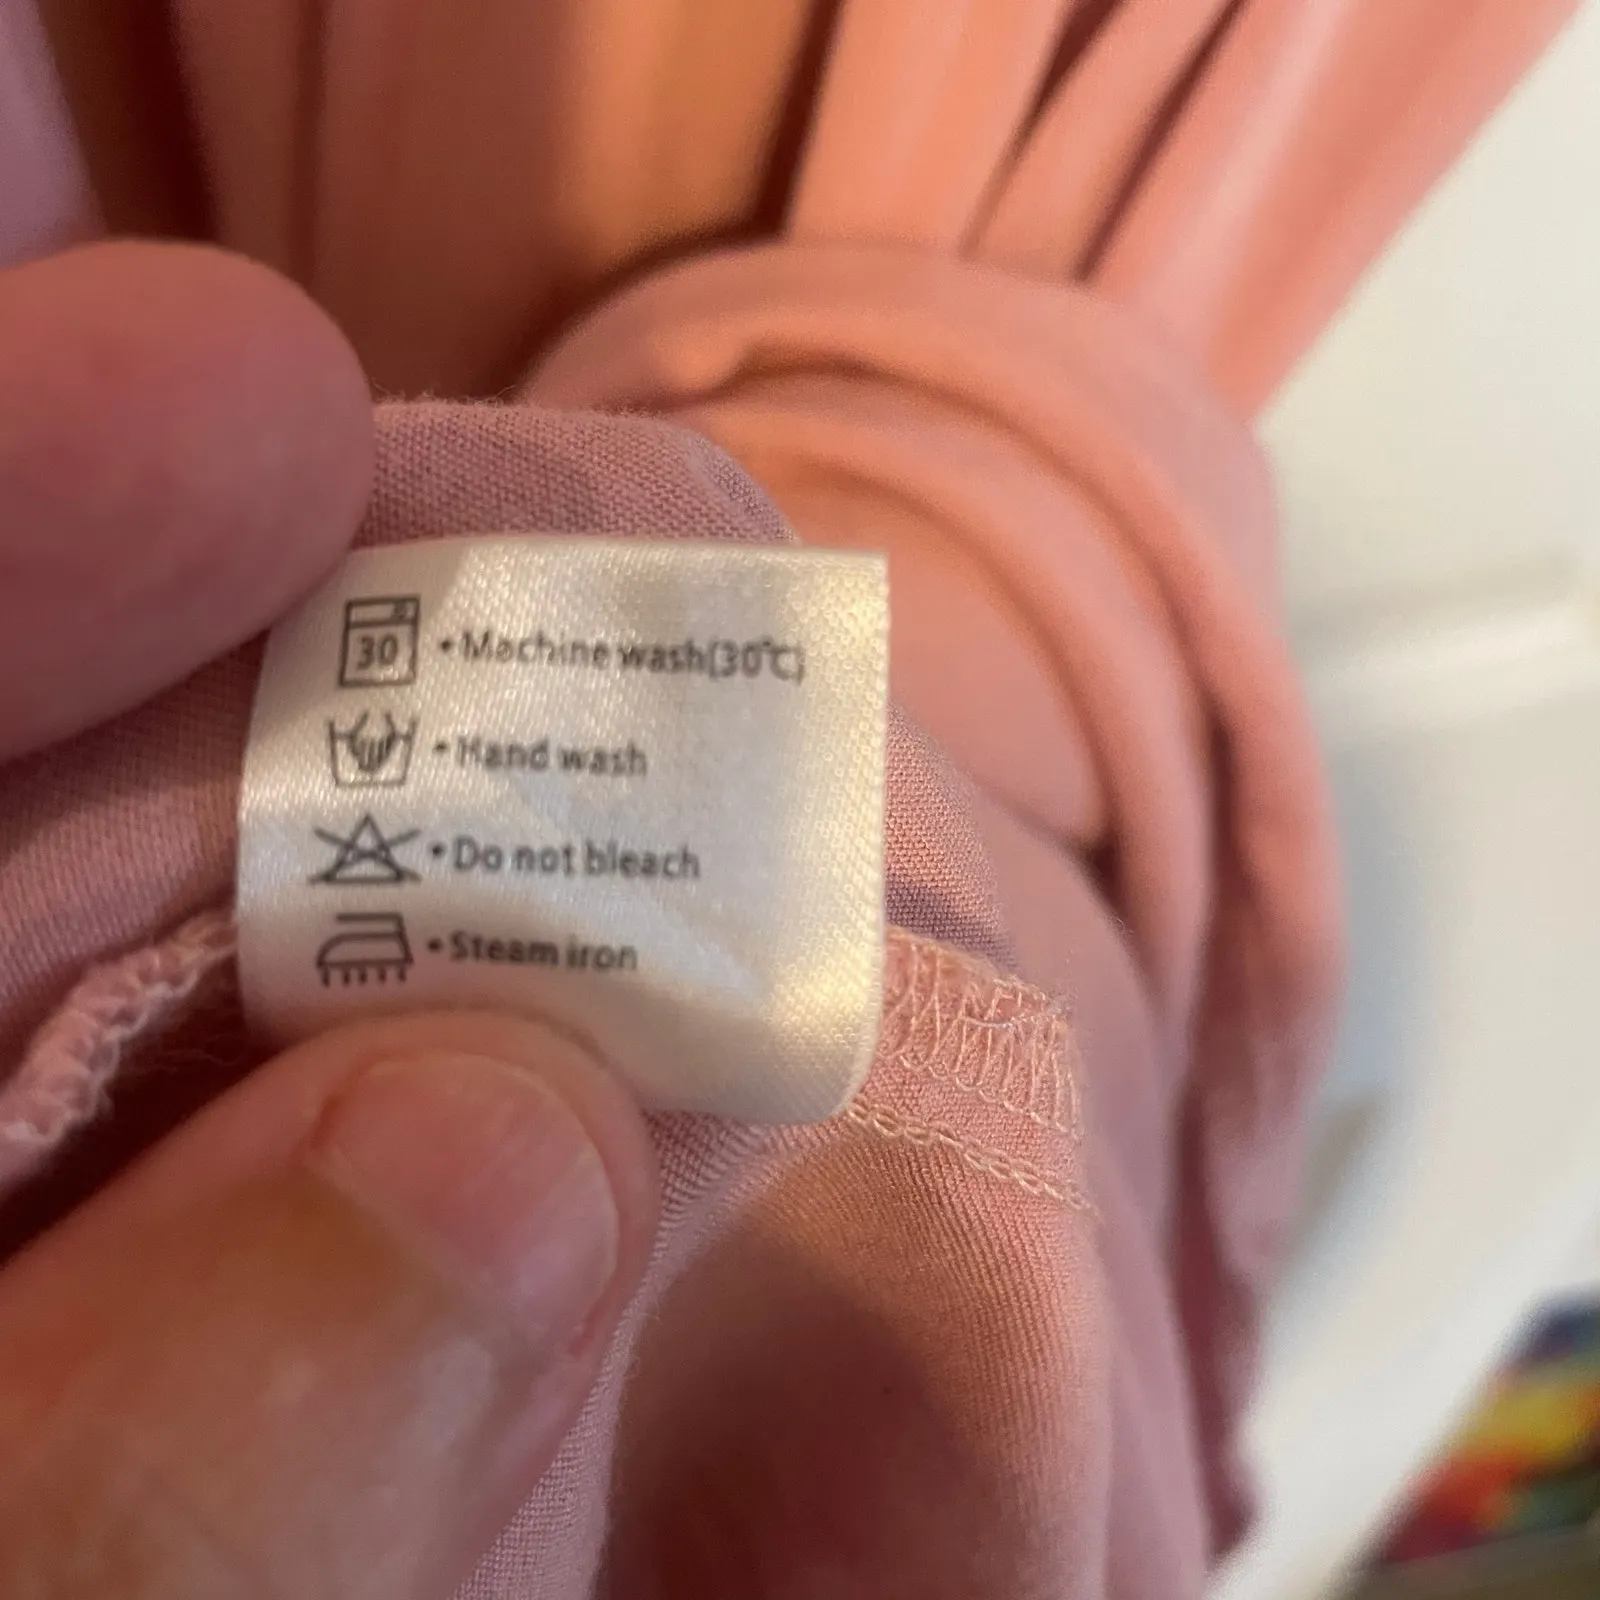 30 •Machine wash(30℃)
•Hand wash
•Do not bleach
•Steam iron